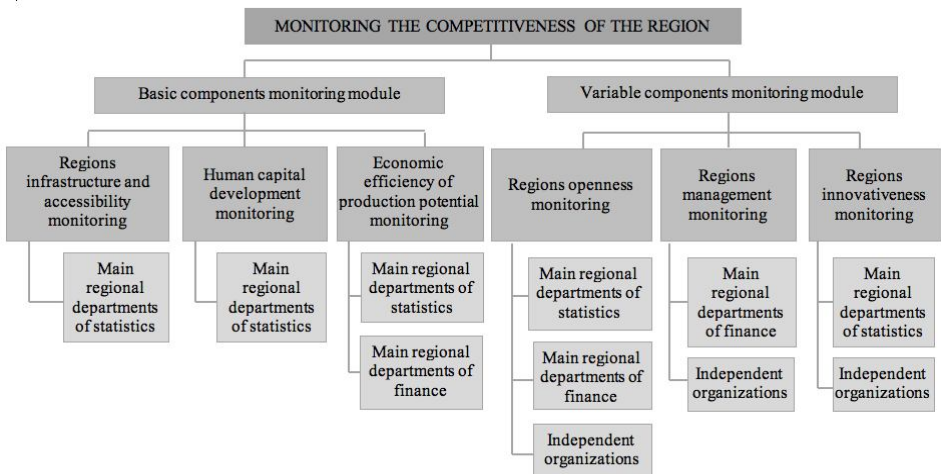 MONITORING THE COMPETITIVENESS OF THE REGION
Basic components monitoring module
Variable components monitoring module
Regions
infrastructure and
accessibility
monitoring
Human capital
development
monitoring
Economic
efficiency of
production potential
monitoring
Regions openness
monitoring
Regions
management
monitoring
Regions
innovativeness
monitoring
Main
regional
departments
of statistics
Main
regional
departments
of statistics
Main regional
departments of
statistics
Main regional
departments of
finance
Main regional
departments of
statistics
Main regional
departments of
finance
Independent
organizations
Main
regional
departments
of finance
Independent
organizations
Main
regional
departments
of statistics
Independent
organizations